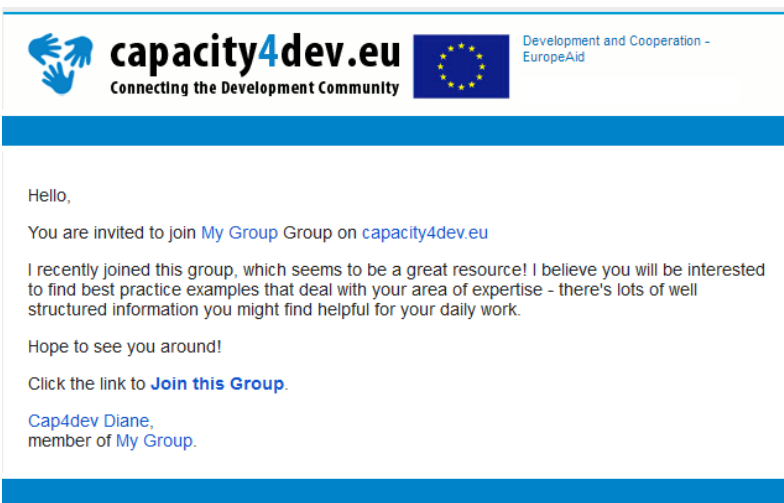 capacity4dev.eu
Connecting the Development Community
Development and Cooperation -
EuropeAid
Hello,
You are invited to join My Group Group on capacity4dev.eu
I recently joined this group, which seems to be a great resource! I believe you will be interested
to find best practice examples that deal with your area of expertise - there's lots of well
structured information you might find helpful for your daily work.
Hope to see you around!
Click the link to Join this Group.
Cap4dev Diane,
member of My Group.